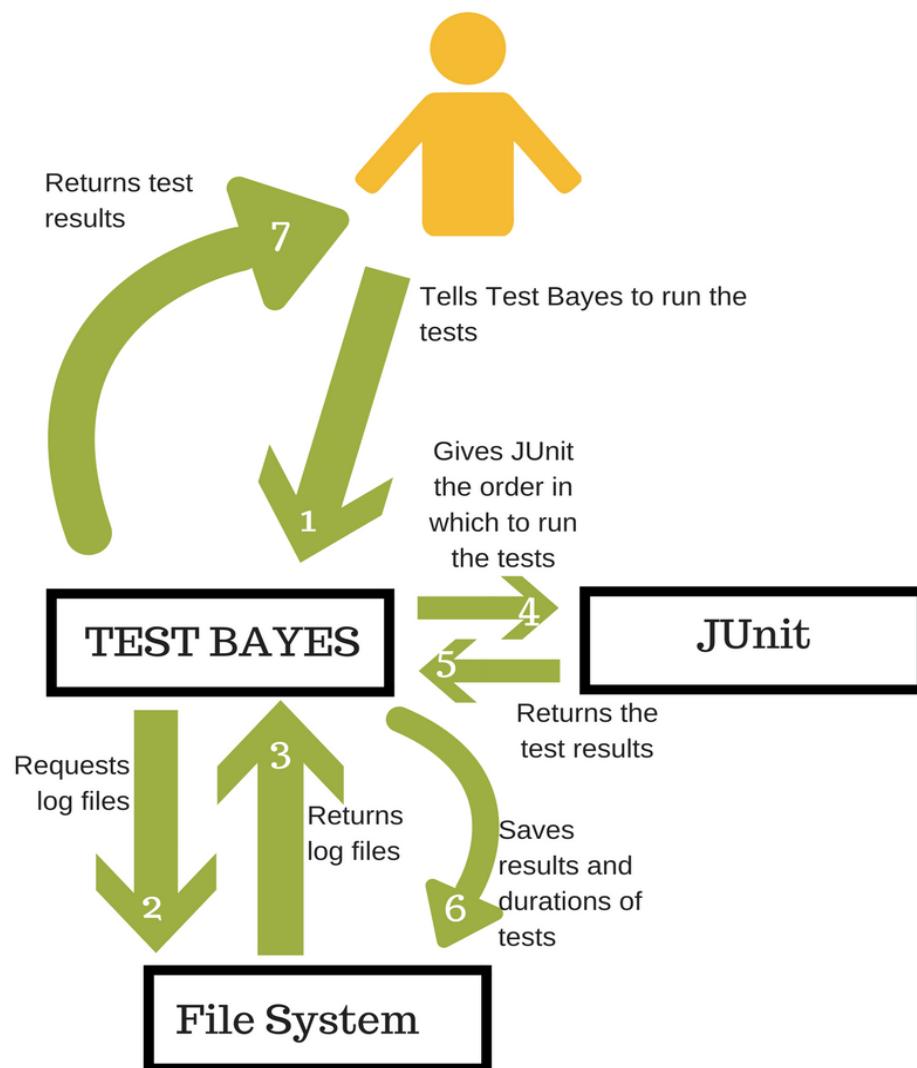 Returns test
results
7
Tells Test Bayes to run the
tests
1
Gives JUnit
the order in
which to run
the tests
4
TEST BAYES
JUnit
5
Returns the
test results
Requests
log files
2
3
Returns
log files
Saves
results and
durations of
tests
6
File System